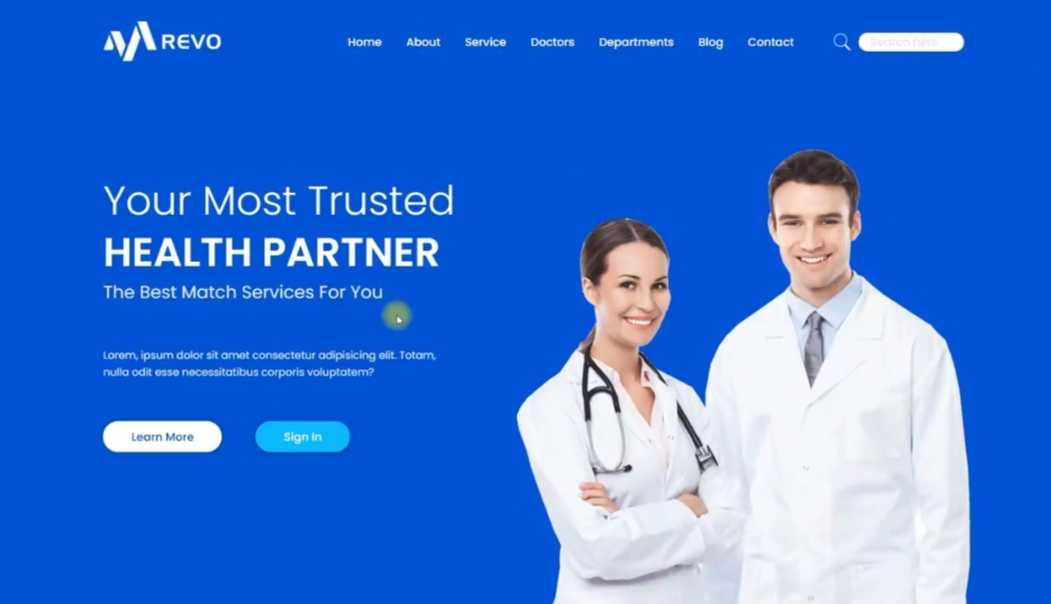 REVO
Home About Service Doctors Departments Blog Contact Search here
Your Most Trusted
HEALTH PARTNER
The Best Match Services For You
Lorem, ipsum dolor sit amet consectetur adipisicing elit. Totam,
nulla odit esse necessitatibus corporis voluptatem?
Learn More Sign In